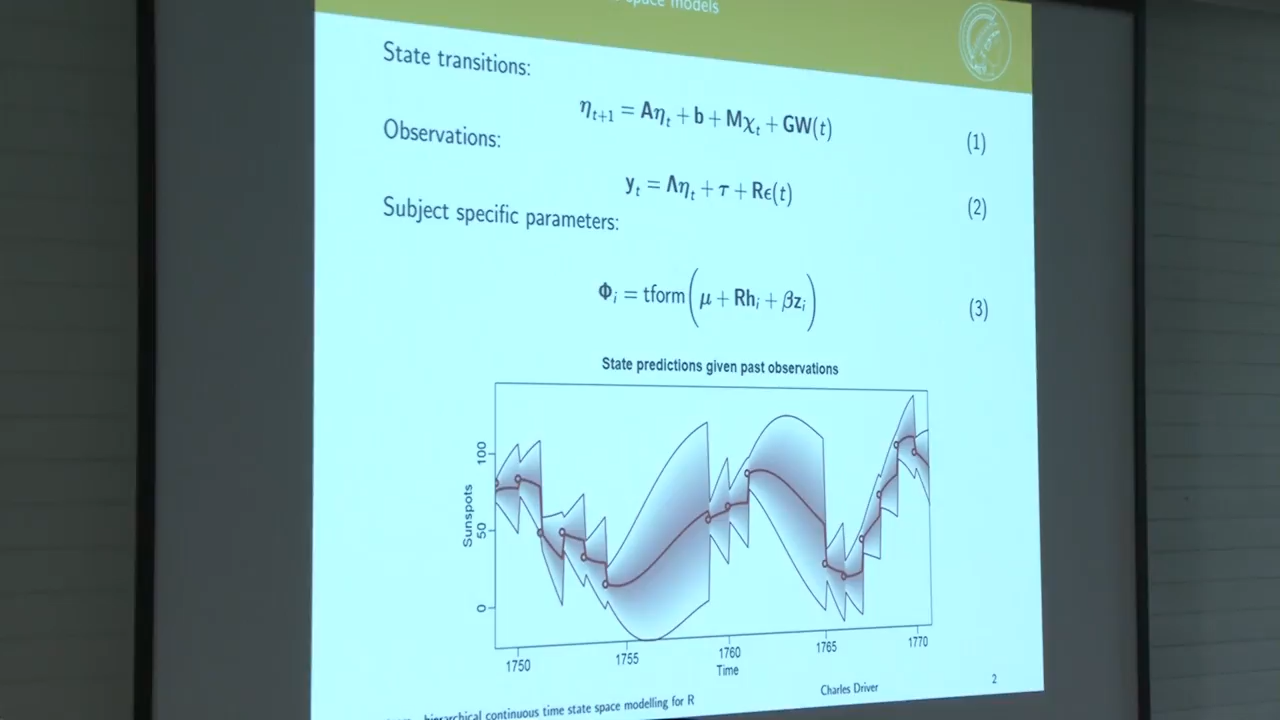 space models
State transitions:
η_{t+1} = Aη_t + b + Mχ_t + GW(t) (1)
Observations:
y_t = Λη_t + τ + Rϵ(t) (2)
Subject specific parameters:
Φ_i = tform(μ + Rh_i + βz_i) (3)
State predictions given past observations
Sunspots
100
50
0
1750 1755 1760 1765 1770
Time
hierarchical continuous time state space modelling for R Charles Driver 2